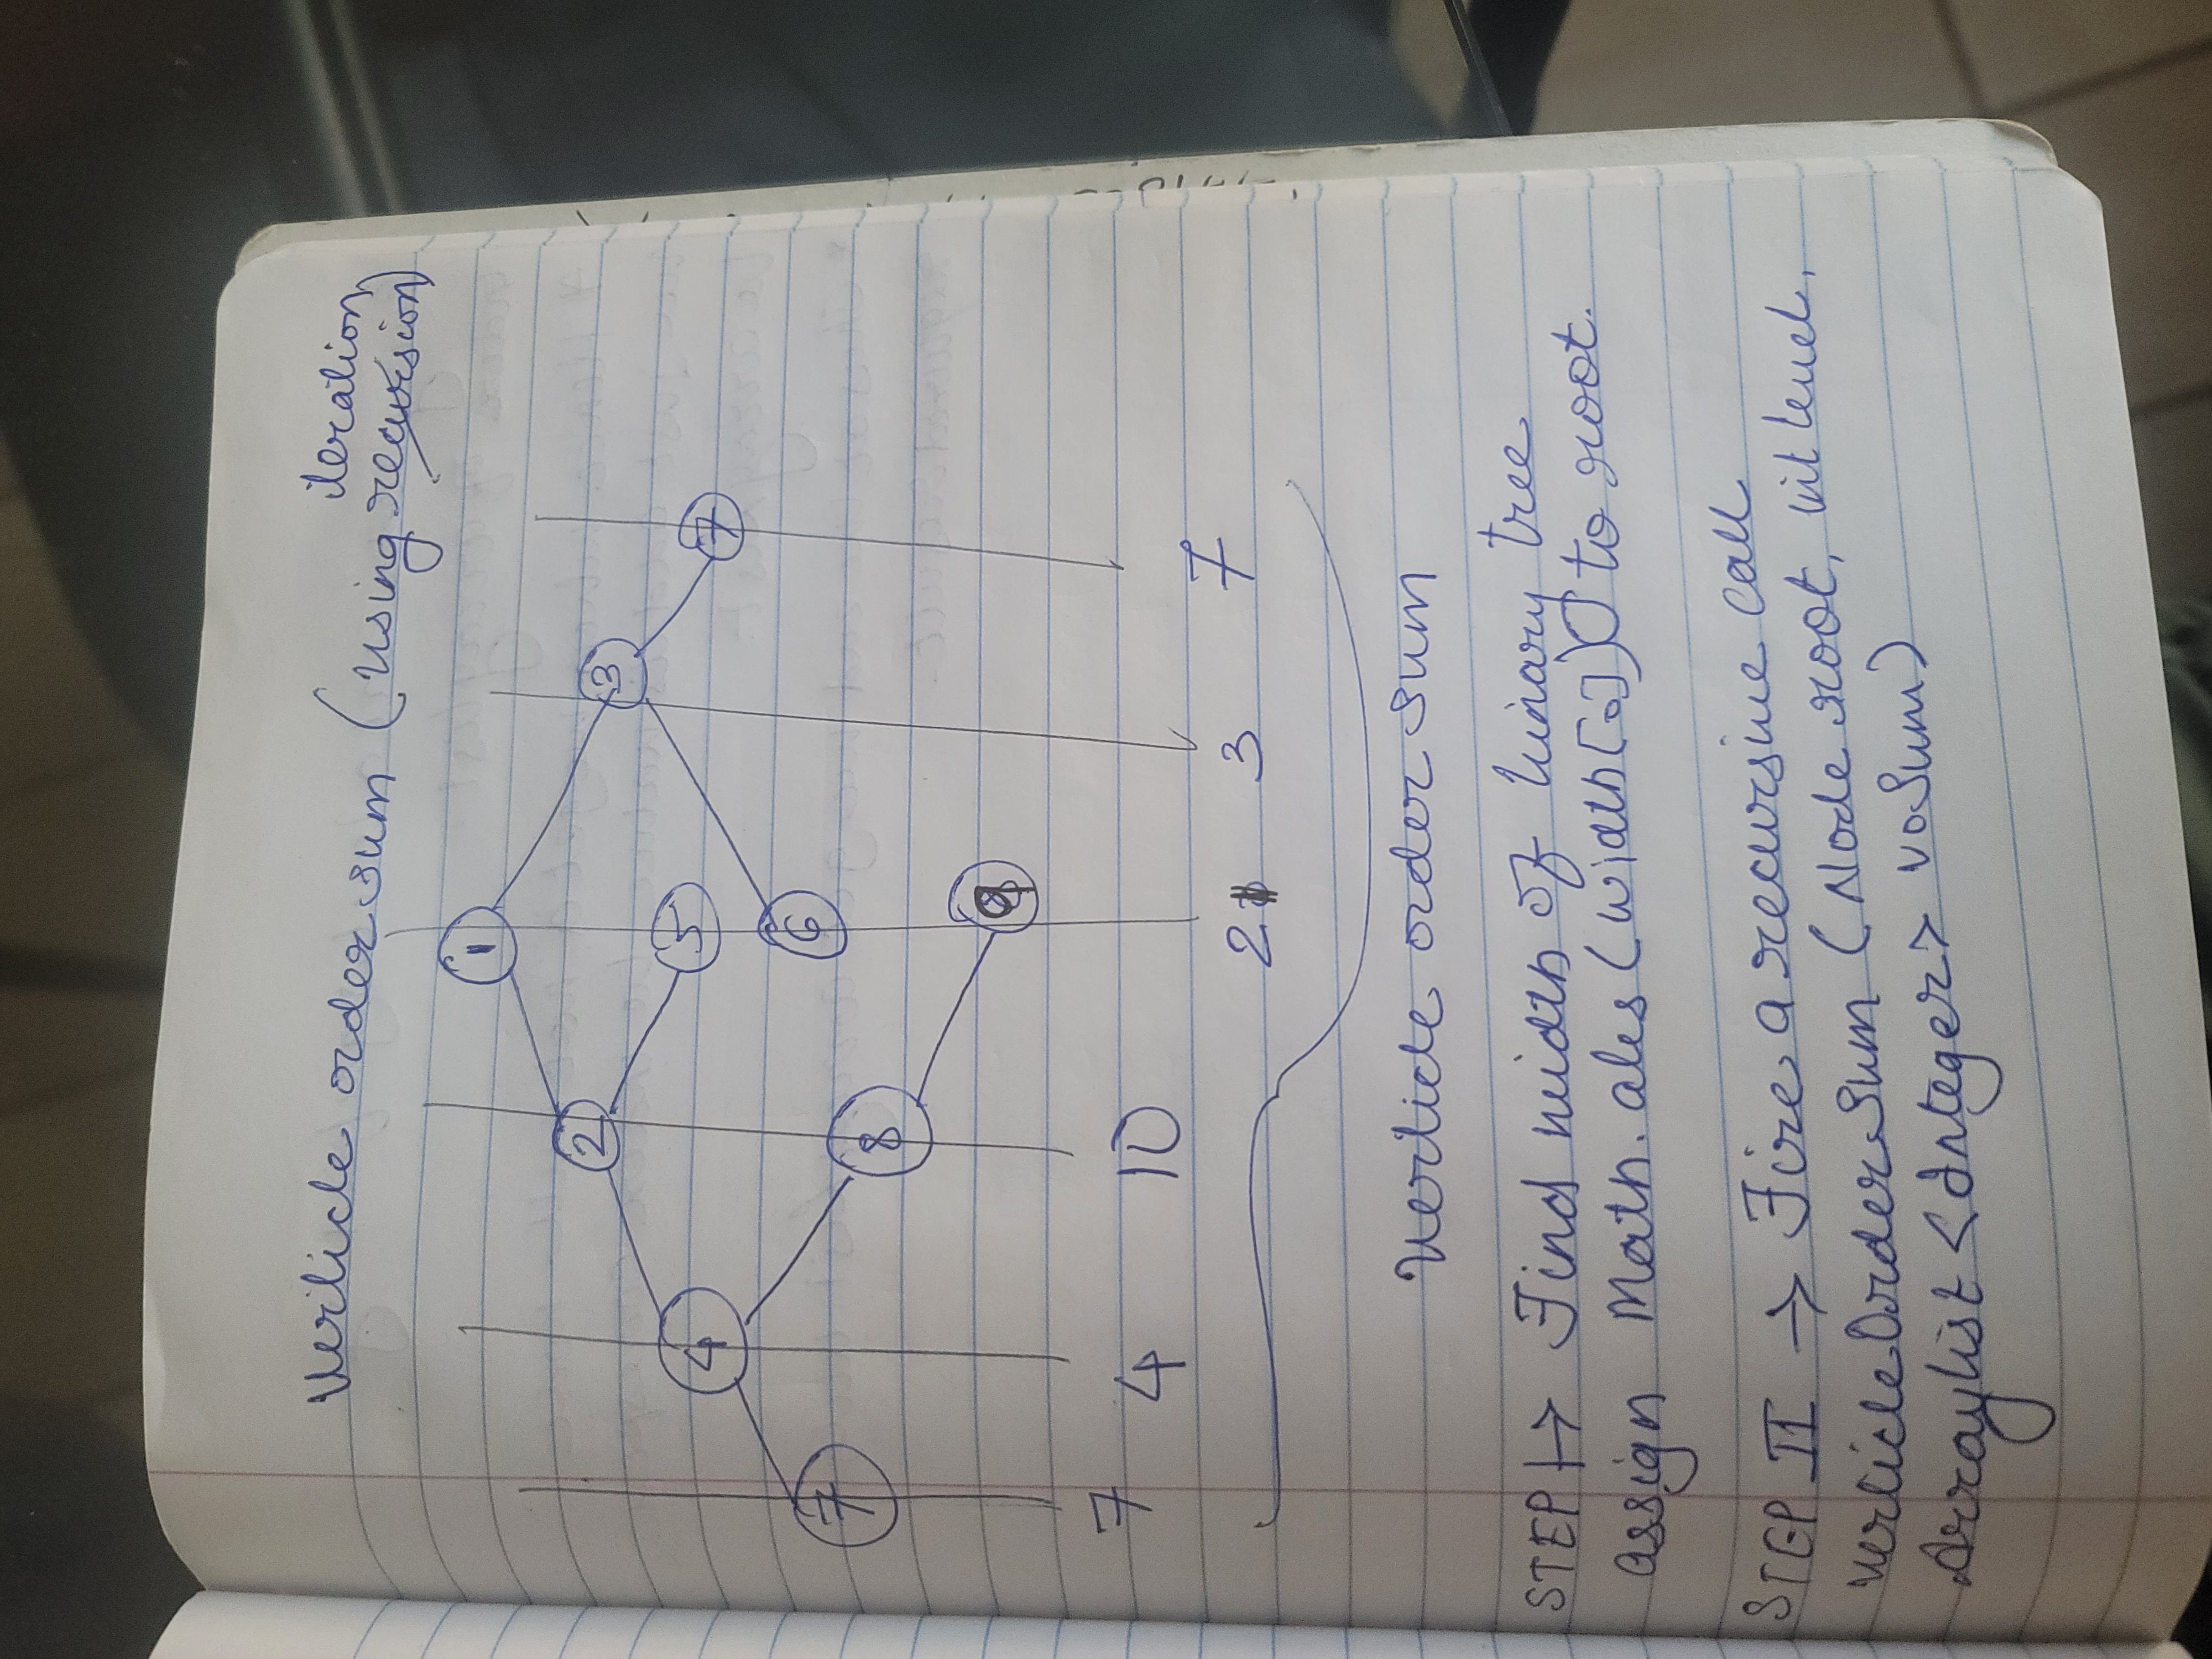 Verticle order sum (using iteration
recursion)
1
2
3
4
5
7
6
7
8
9
7
4
10
21
3
7
Verticle order sum
STEP I → Find width of binary tree
assign Math.abs(width[0]) to root.
STEP II → Fire a recursive call
verticleOrderSum (Node root, int level,
Arraylist <Integer> voSum)